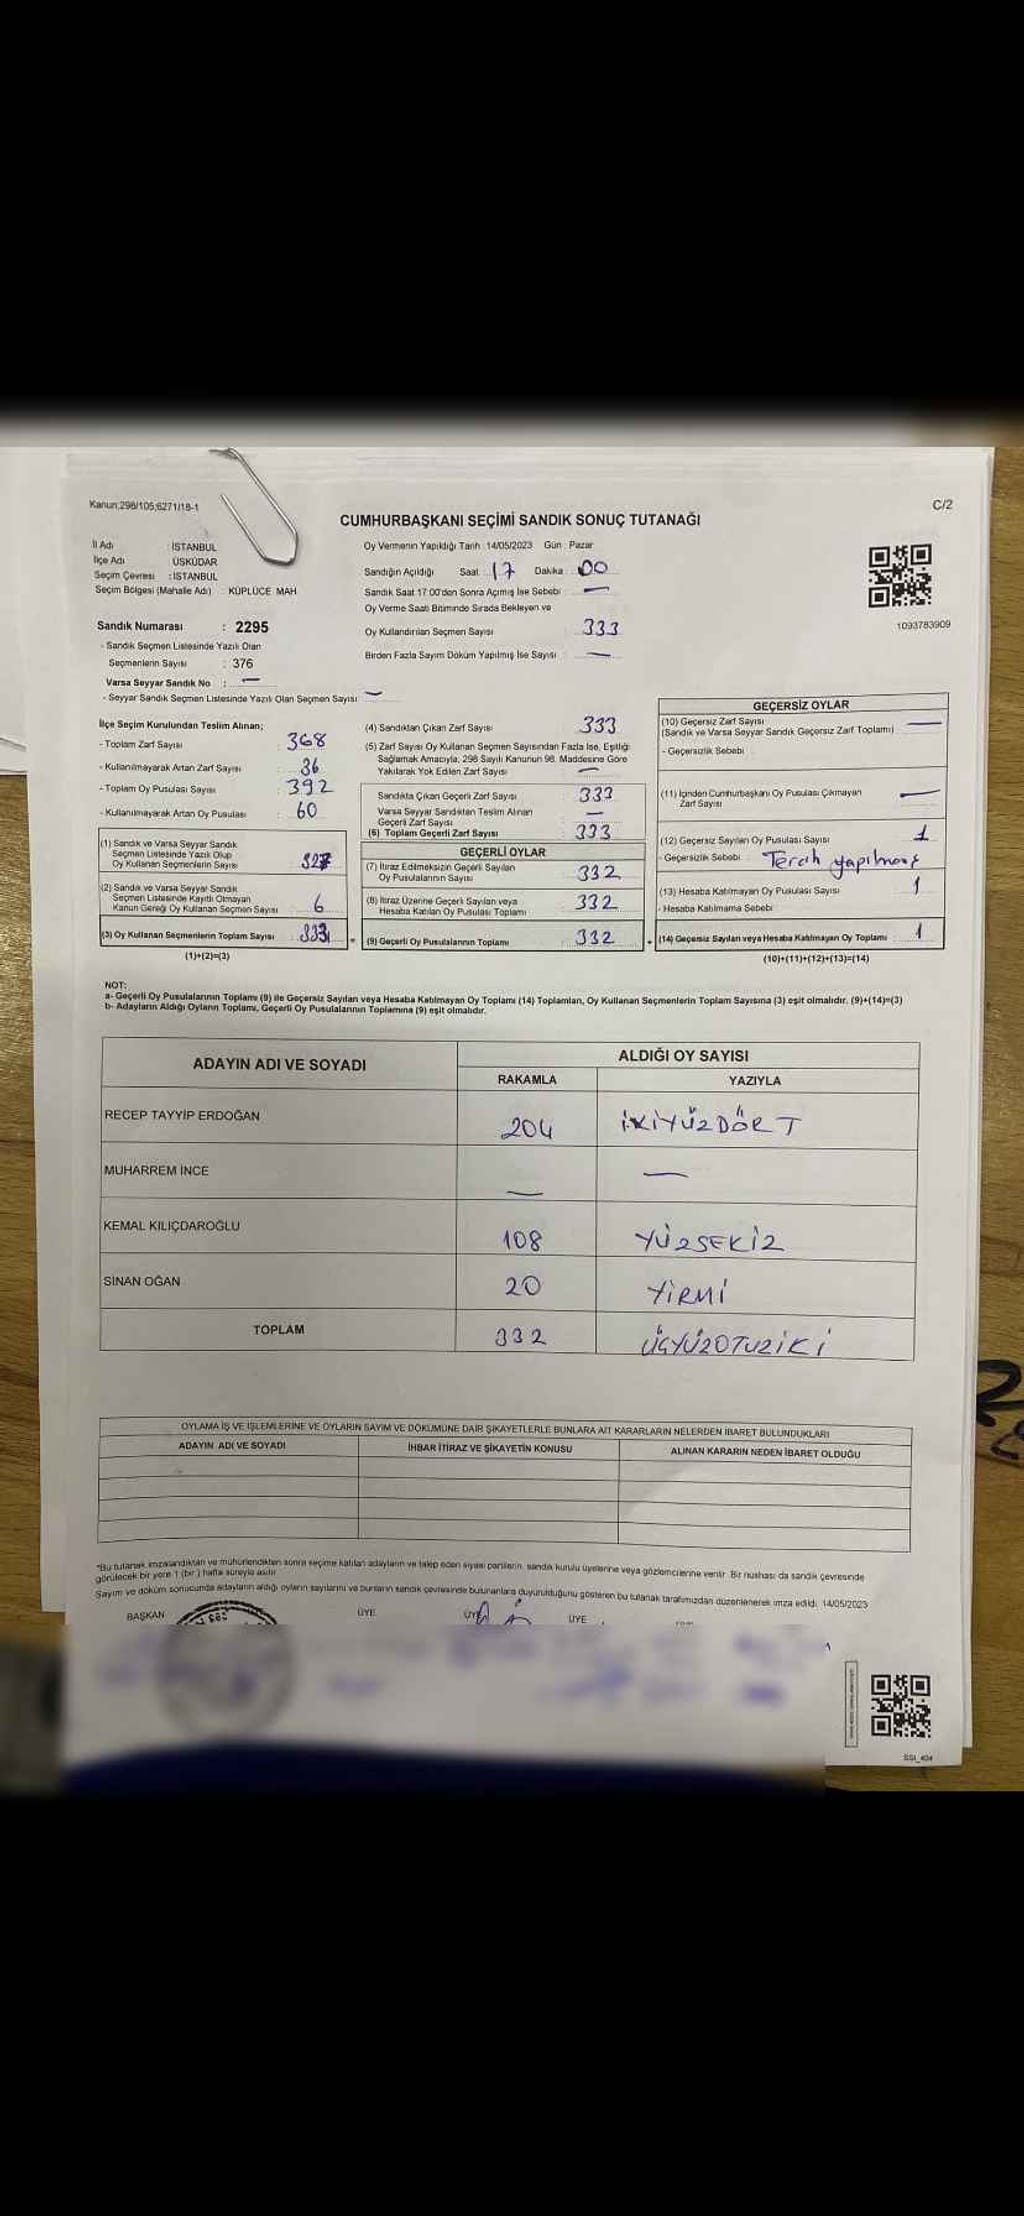 Kanun;298/105;6271/18-1
C/2
CUMHURBAŞKANI SEÇİMİ SANDIK SONUÇ TUTANAĞI
İl Adı : İSTANBUL
İlçe Adı : ÜSKÜDAR
Seçim Çevresi : İSTANBUL
Seçim Bölgesi (Mahalle Adı) KÜPLÜCE MAH
Oy Vermenin Yapıldığı Tarih : 14/05/2023 Gün : Pazar
Sandığın Açıldığı Saat : 17 Dakika : 00
Sandık Saat 17:00'den Sonra Açılmış İse Sebebi : —
Oy Verme Saati Bitiminde Sırada Bekleyen ve
Oy Kullandırılan Seçmen Sayısı : 333
Birden Fazla Sayım Döküm Yapılmış İse Sayısı : —
1093783909
Sandık Numarası : 2295
- Sandık Seçmen Listesinde Yazılı Olan
Seçmenlerin Sayısı : 376
Varsa Seyyar Sandık No : —
- Seyyar Sandık Seçmen Listesinde Yazılı Olan Seçmen Sayısı : —
İlçe Seçim Kurulundan Teslim Alınan;
- Toplam Zarf Sayısı : 368
- Kullanılmayarak Artan Zarf Sayısı : 36
- Toplam Oy Pusulası Sayısı : 392
- Kullanılmayarak Artan Oy Pusulası : 60
(1) Sandık ve Varsa Seyyar Sandık
Seçmen Listesinde Yazılı Olup
Oy Kullanan Seçmenlerin Sayısı : 327
(2) Sandık ve Varsa Seyyar Sandık
Seçmen Listesinde Kayıtlı Olmayan
Kanun Gereği Oy Kullanan Seçmen Sayısı : 6
(3) Oy Kullanan Seçmenlerin Toplam Sayısı : 333
(1)+(2)=(3)
(4) Sandıktan Çıkan Zarf Sayısı : 333
(5) Zarf Sayısı Oy Kullanan Seçmen Sayısından Fazla İse, Eşitliği
Sağlamak Amacıyla, 298 Sayılı Kanunun 98. Maddesine Göre
Yakılarak Yok Edilen Zarf Sayısı : —
Sandıkta Çıkan Geçerli Zarf Sayısı : 333
Varsa Seyyar Sandıktan Teslim Alınan
Geçerli Zarf Sayısı : —
(6) Toplam Geçerli Zarf Sayısı : 333
GEÇERLİ OYLAR
(7) İtiraz Edilmeksizin Geçerli Sayılan
Oy Pusulalarının Sayısı : 332
(8) İtiraz Üzerine Geçerli Sayılan veya
Hesaba Katılan Oy Pusulası Toplamı : 332
= (9) Geçerli Oy Pusulalarının Toplamı : 332
GEÇERSİZ OYLAR
(10) Geçersiz Zarf Sayısı : —
(Sandık ve Varsa Seyyar Sandık Geçersiz Zarf Toplamı)
- Geçersizlik Sebebi
(11) İçinden Cumhurbaşkanı Oy Pusulası Çıkmayan
Zarf Sayısı : —
(12) Geçersiz Sayılan Oy Pusulası Sayısı : 1
- Geçersizlik Sebebi : Tercih
(13) Hesaba Katılmayan Oy Pusulası Sayısı : 1
- Hesaba Katılmama Sebebi
+ (14) Geçersiz Sayılan veya Hesaba Katılmayan Oy Toplamı : 1
(10)+(11)+(12)+(13)=(14)
NOT:
a- Geçerli Oy Pusulalarının Toplamı (9) ile Geçersiz Sayılan veya Hesaba Katılmayan Oy Toplamı (14) Toplamları, Oy Kullanan Seçmenlerin Toplam Sayısına (3) eşit olmalıdır. (9)+(14)=(3)
b- Adayların Aldığı Oyların Toplamı, Geçerli Oy Pusulalarının Toplamına (9) eşit olmalıdır.
ADAYIN ADI VE SOYADI
ALDIĞI OY SAYISI
RAKAMLA YAZIYLA
RECEP TAYYİP ERDOĞAN 204 İKİYÜZDÖRT
MUHARREM İNCE — —
KEMAL KILIÇDAROĞLU 108 YÜZSEKİZ
SİNAN OĞAN 20 YİRMİ
TOPLAM 332 ÜÇYÜZOTUZİKİ
OYLAMA İŞ VE İŞLEMLERİNE VE OYLARIN SAYIM VE DÖKÜMÜNE DAİR ŞİKAYETLERLE BUNLARA AİT KARARLARIN NELERDEN İBARET BULUNDUKLARI
ADAYIN ADI VE SOYADI İHBAR İTİRAZ VE ŞİKAYETİN KONUSU ALINAN KARARIN NEDEN İBARET OLDUĞU
*Bu tutanak imzalandıktan ve mühürlendikten sonra seçime katılan adayların ve talep eden siyasi partilerin, sandık kurulu üyelerine veya gözlemcilerine verilir. Bir nüshası da sandık çevresinde
görülecek bir yere 1 (bir) hafta süreyle asılır.
Sayım ve döküm sonucunda adayların aldığı oyların sayılarını ve bunların sandık çevresinde bulunanlara duyurulduğunu gösteren bu tutanak tarafımızdan düzenlenerek imza edildi. 14/05/2023
BAŞKAN ÜYE ÜYE ÜYE
SSI_404